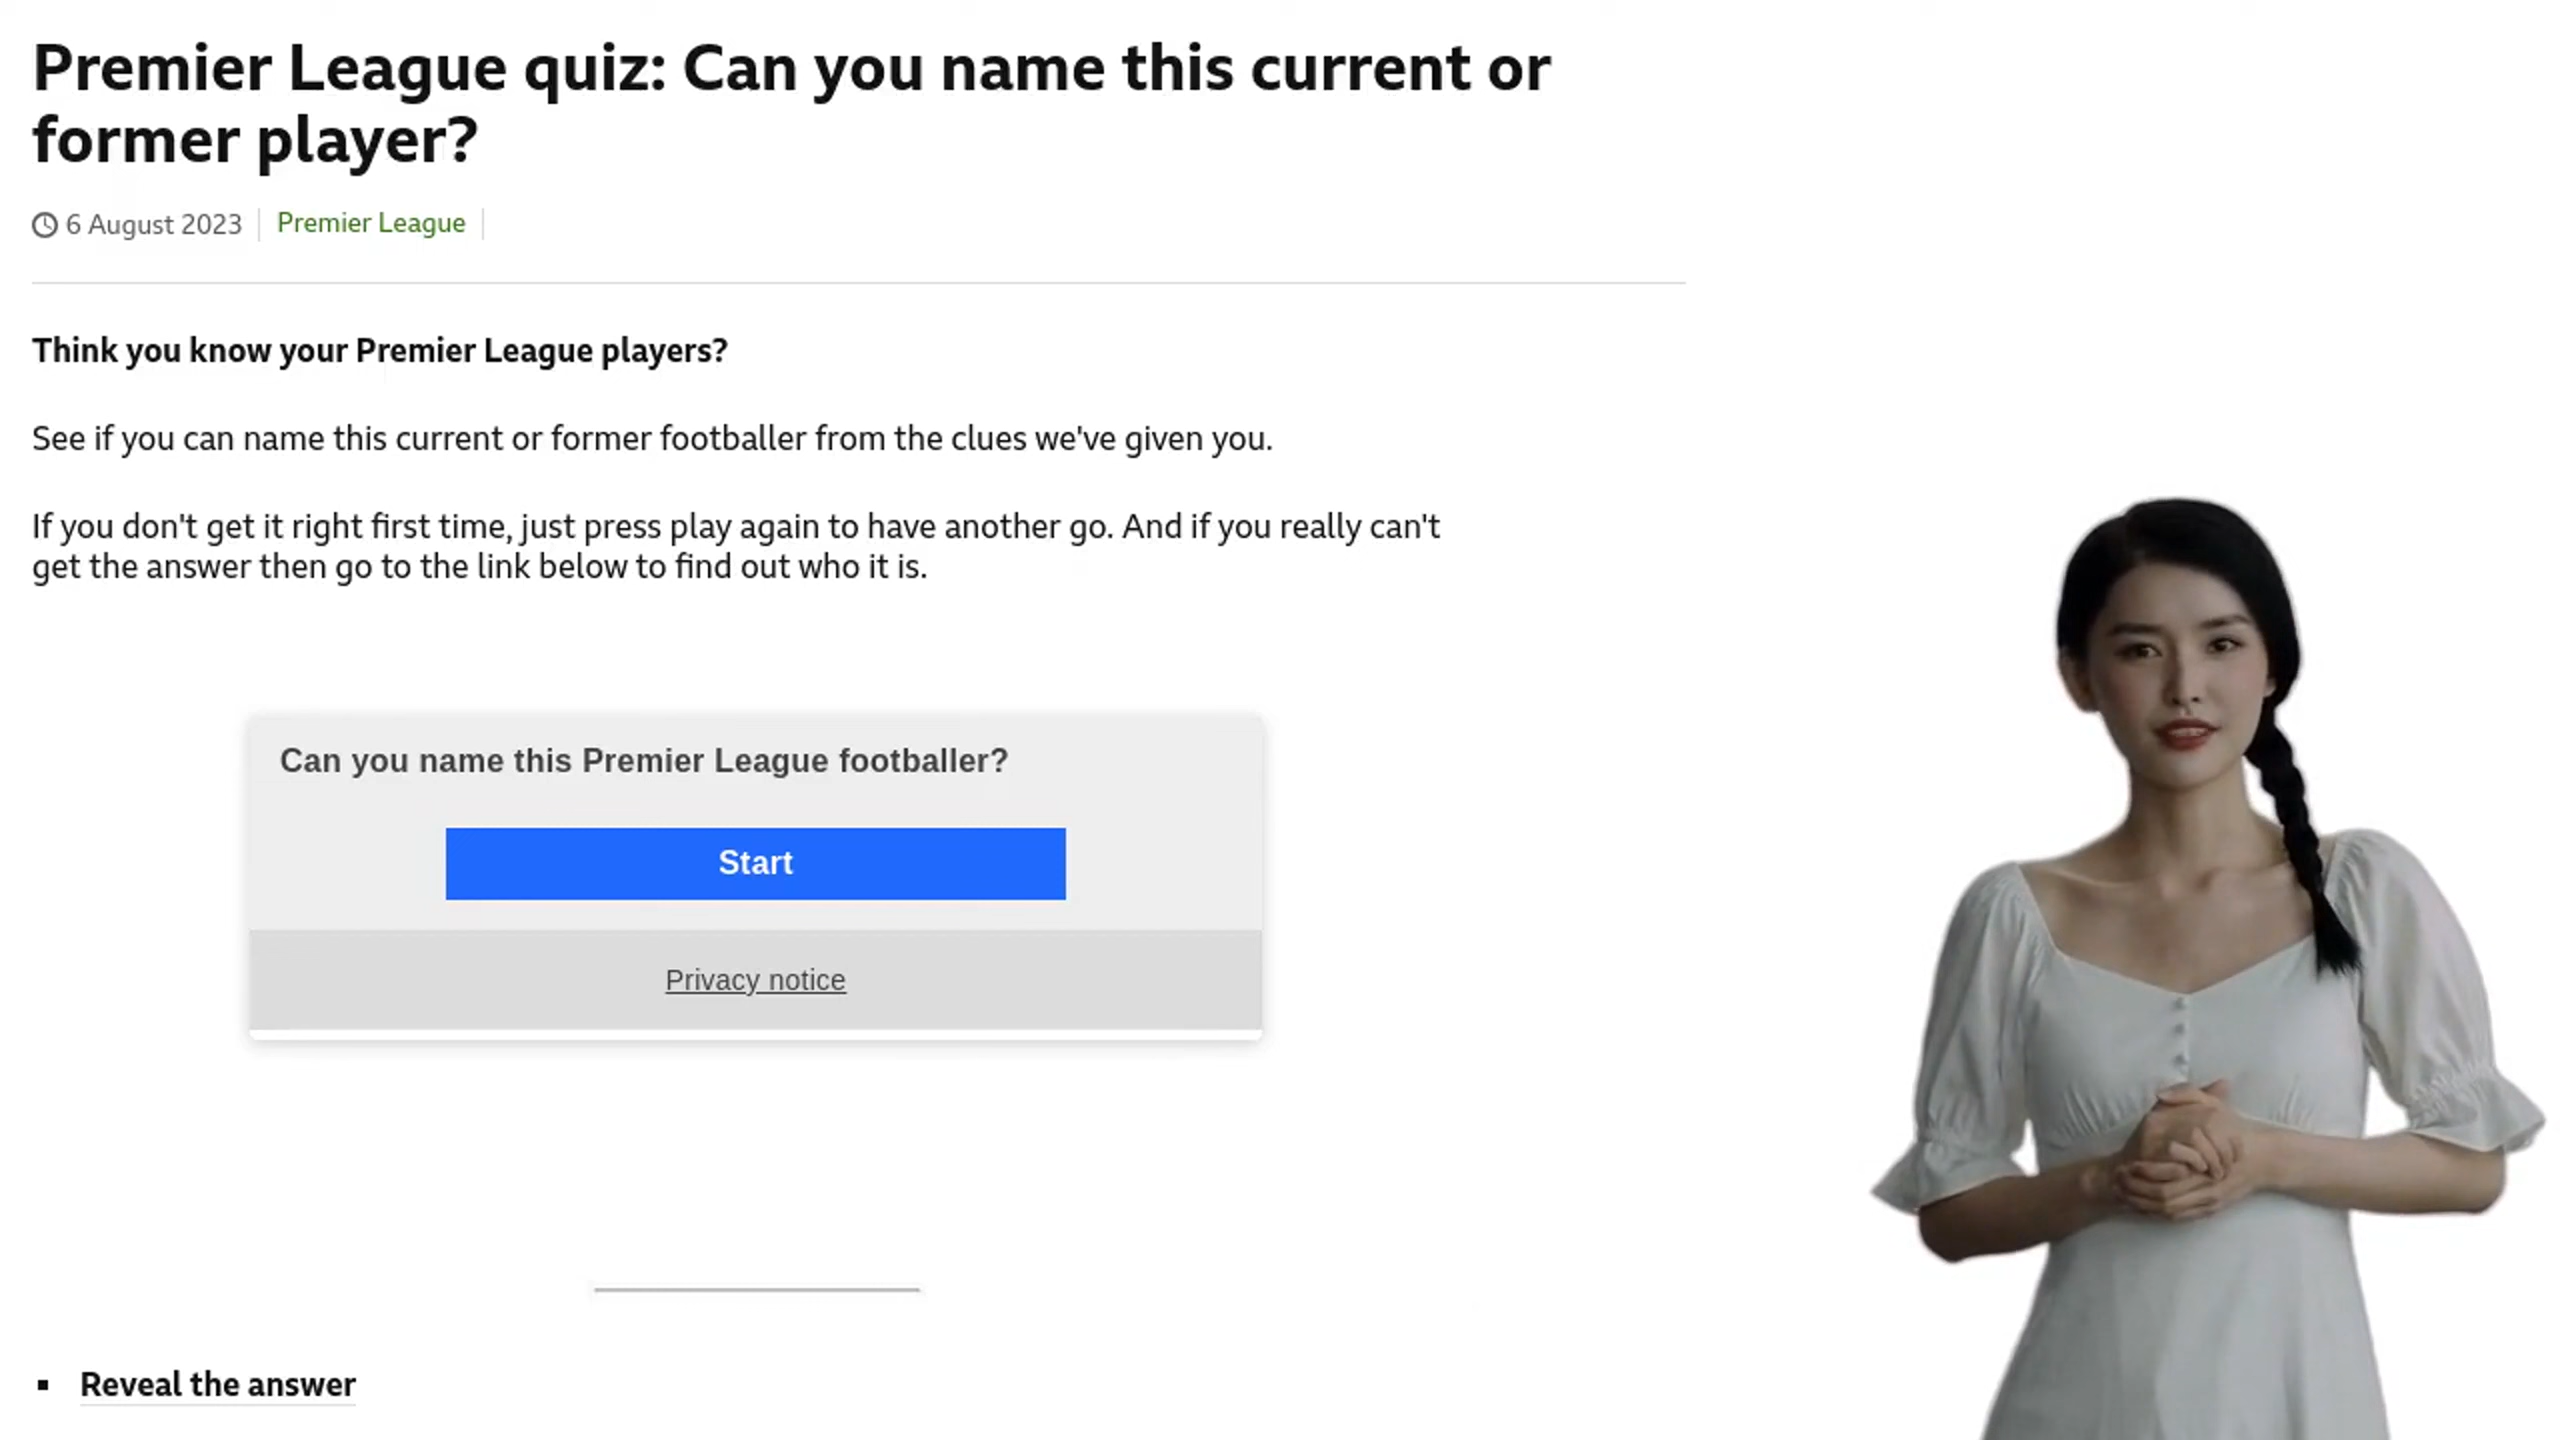 Premier League quiz: Can you name this current or
former player?
6 August 2023
Premier League
Think you know your Premier League players?
See if you can name this current or former footballer from the clues we've given you.
If you don't get it right first time, just press play again to have another go. And if you really can't
get the answer then go to the link below to find out who it is.
Can you name this Premier League footballer?
Start
Privacy notice
Reveal the answer